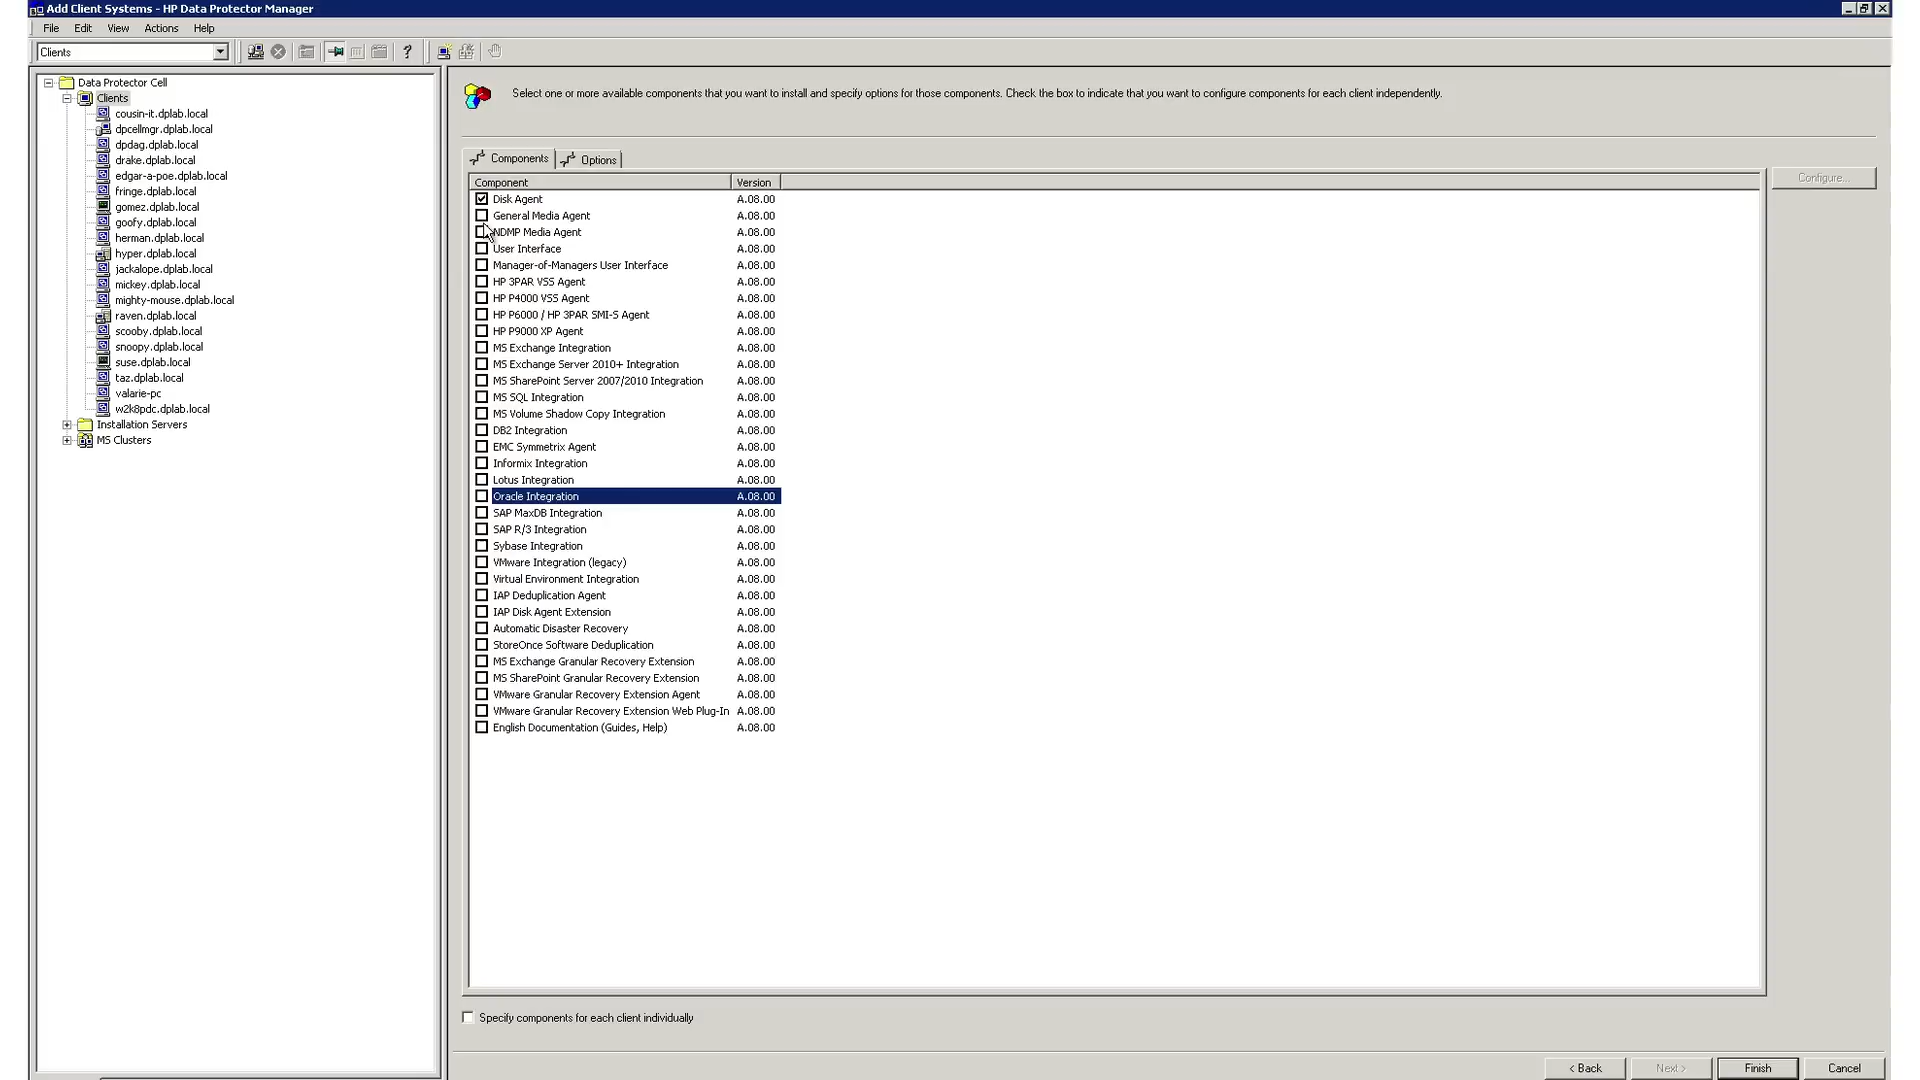 Add Client Systems - HP Data Protector Manager
File Edit View Actions Help
Clients
Data Protector Cell
Clients
cousin-it.dplab.local
dpcellmgr.dplab.local
dpdag.dplab.local
drake.dplab.local
edgar-a-poe.dplab.local
fringe.dplab.local
gomez.dplab.local
goofy.dplab.local
herman.dplab.local
hyper.dplab.local
jackalope.dplab.local
mickey.dplab.local
mighty-mouse.dplab.local
raven.dplab.local
scooby.dplab.local
snoopy.dplab.local
suse.dplab.local
taz.dplab.local
valarie-pc
w2k8pdc.dplab.local
Installation Servers
MS Clusters
Select one or more available components that you want to install and specify options for those components. Check the box to indicate that you want to configure components for each client independently.
Components Options
Component Version
Disk Agent A.08.00
General Media Agent A.08.00
NDMP Media Agent A.08.00
User Interface A.08.00
Manager-of-Managers User Interface A.08.00
HP 3PAR VSS Agent A.08.00
HP P4000 VSS Agent A.08.00
HP P6000 / HP 3PAR SMI-S Agent A.08.00
HP P9000 XP Agent A.08.00
MS Exchange Integration A.08.00
MS Exchange Server 2010+ Integration A.08.00
MS SharePoint Server 2007/2010 Integration A.08.00
MS SQL Integration A.08.00
MS Volume Shadow Copy Integration A.08.00
DB2 Integration A.08.00
EMC Symmetrix Agent A.08.00
Informix Integration A.08.00
Lotus Integration A.08.00
Oracle Integration A.08.00
SAP MaxDB Integration A.08.00
SAP R/3 Integration A.08.00
Sybase Integration A.08.00
VMware Integration (legacy) A.08.00
Virtual Environment Integration A.08.00
IAP Deduplication Agent A.08.00
IAP Disk Agent Extension A.08.00
Automatic Disaster Recovery A.08.00
StoreOnce Software Deduplication A.08.00
MS Exchange Granular Recovery Extension A.08.00
MS SharePoint Granular Recovery Extension A.08.00
VMware Granular Recovery Extension Agent A.08.00
VMware Granular Recovery Extension Web Plug-In A.08.00
English Documentation (Guides, Help) A.08.00
Configure...
Specify components for each client individually
< Back Next > Finish Cancel